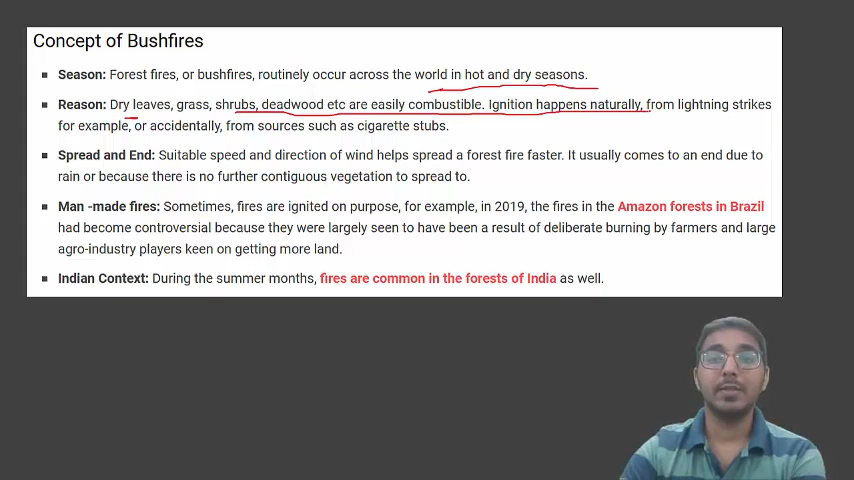 Concept of Bushfires
Season: Forest fires, or bushfires, routinely occur across the world in hot and dry seasons.
Reason: Dry leaves, grass, shrubs, deadwood etc are easily combustible. Ignition happens naturally, from lightning strikes
for example, or accidentally, from sources such as cigarette stubs.
Spread and End: Suitable speed and direction of wind helps spread a forest fire faster. It usually comes to an end due to
rain or because there is no further contiguous vegetation to spread to.
Man -made fires: Sometimes, fires are ignited on purpose, for example, in 2019, the fires in the Amazon forests in Brazil
had become controversial because they were largely seen to have been a result of deliberate burning by farmers and large
agro-industry players keen on getting more land.
Indian Context: During the summer months, fires are common in the forests of India as well.